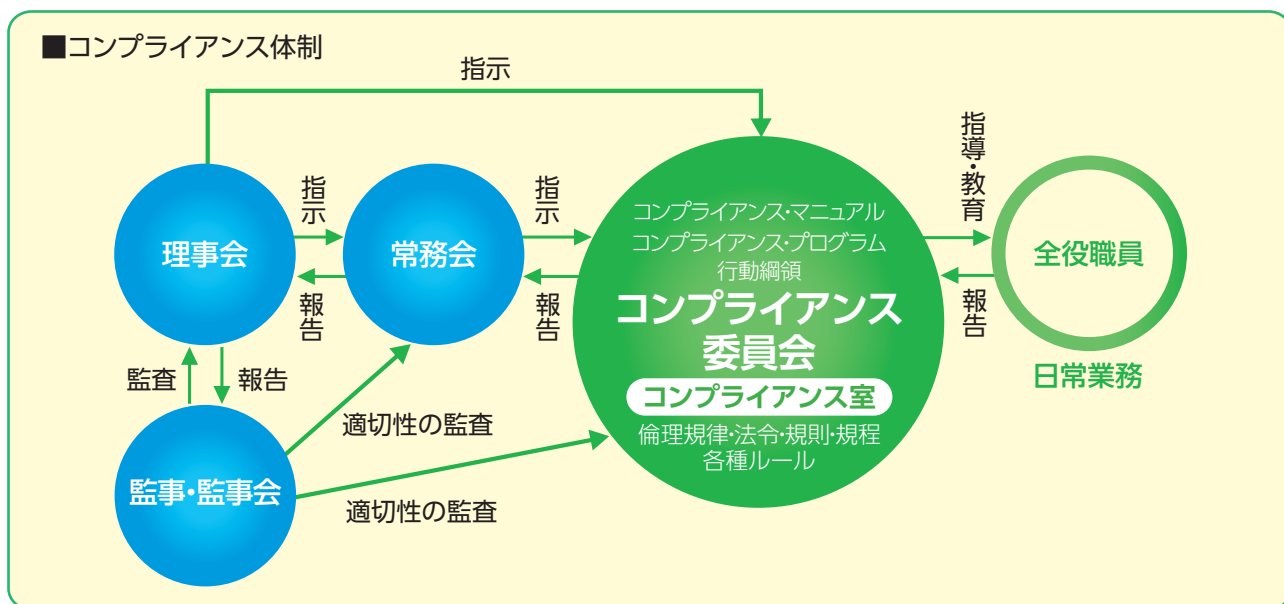 ■コンプライアンス体制
指示
指示
報告
指示
報告
指導・教育
報告
理事会
常務会
コンプライアンス・マニュアル
コンプライアンス・プログラム
行動綱領
コンプライアンス
委員会
コンプライアンス室
倫理規律・法令・規則・規程
各種ルール
全役職員
日常業務
監査
報告
適切性の監査
適切性の監査
監事・監事会